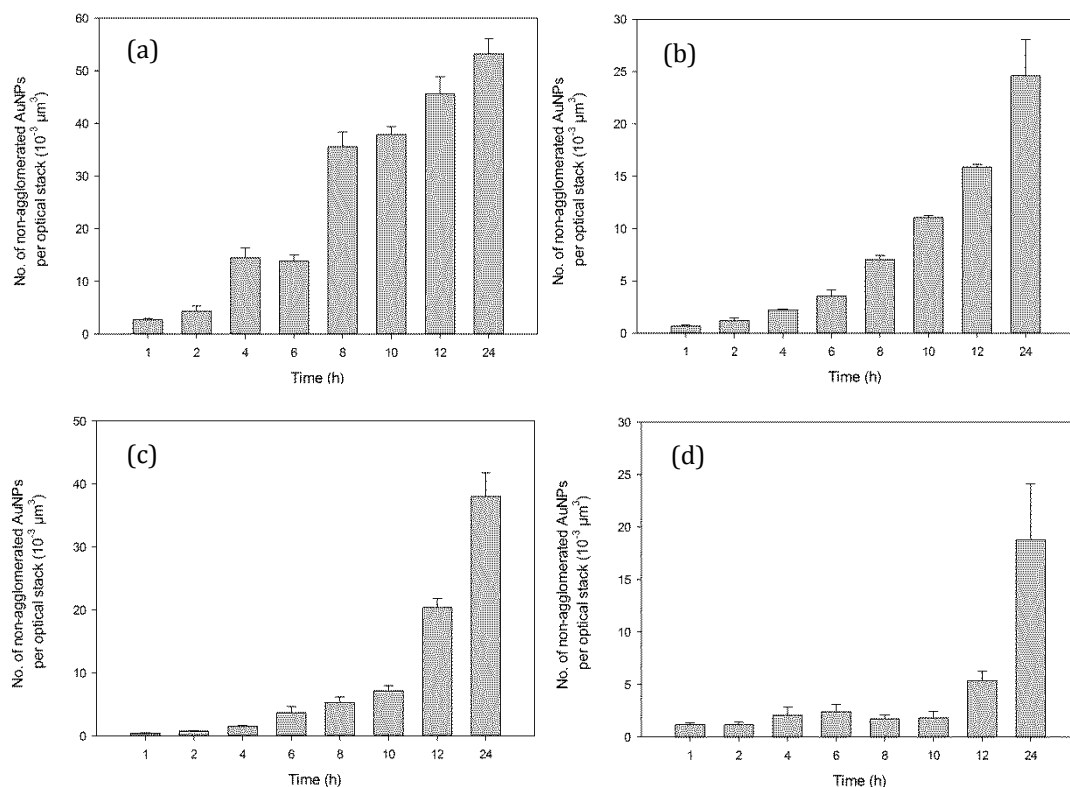 (a)
No. of non-agglomerated AuNPs
per optical stack (10⁻³ µm³)
60
50
40
30
20
10
0
1 2 4 6 8 10 12 24
Time (h)
(b)
No. of non-agglomerated AuNPs
per optical stack (10⁻³ µm³)
30
25
20
15
10
5
0
1 2 4 6 8 10 12 24
Time (h)
(c)
No. of non-agglomerated AuNPs
per optical stack (10⁻³ µm³)
50
40
30
20
10
0
1 2 4 6 8 10 12 24
Time (h)
(d)
No. of non-agglomerated AuNPs
per optical stack (10⁻³ µm³)
30
25
20
15
10
5
0
1 2 4 6 8 10 12 24
Time (h)